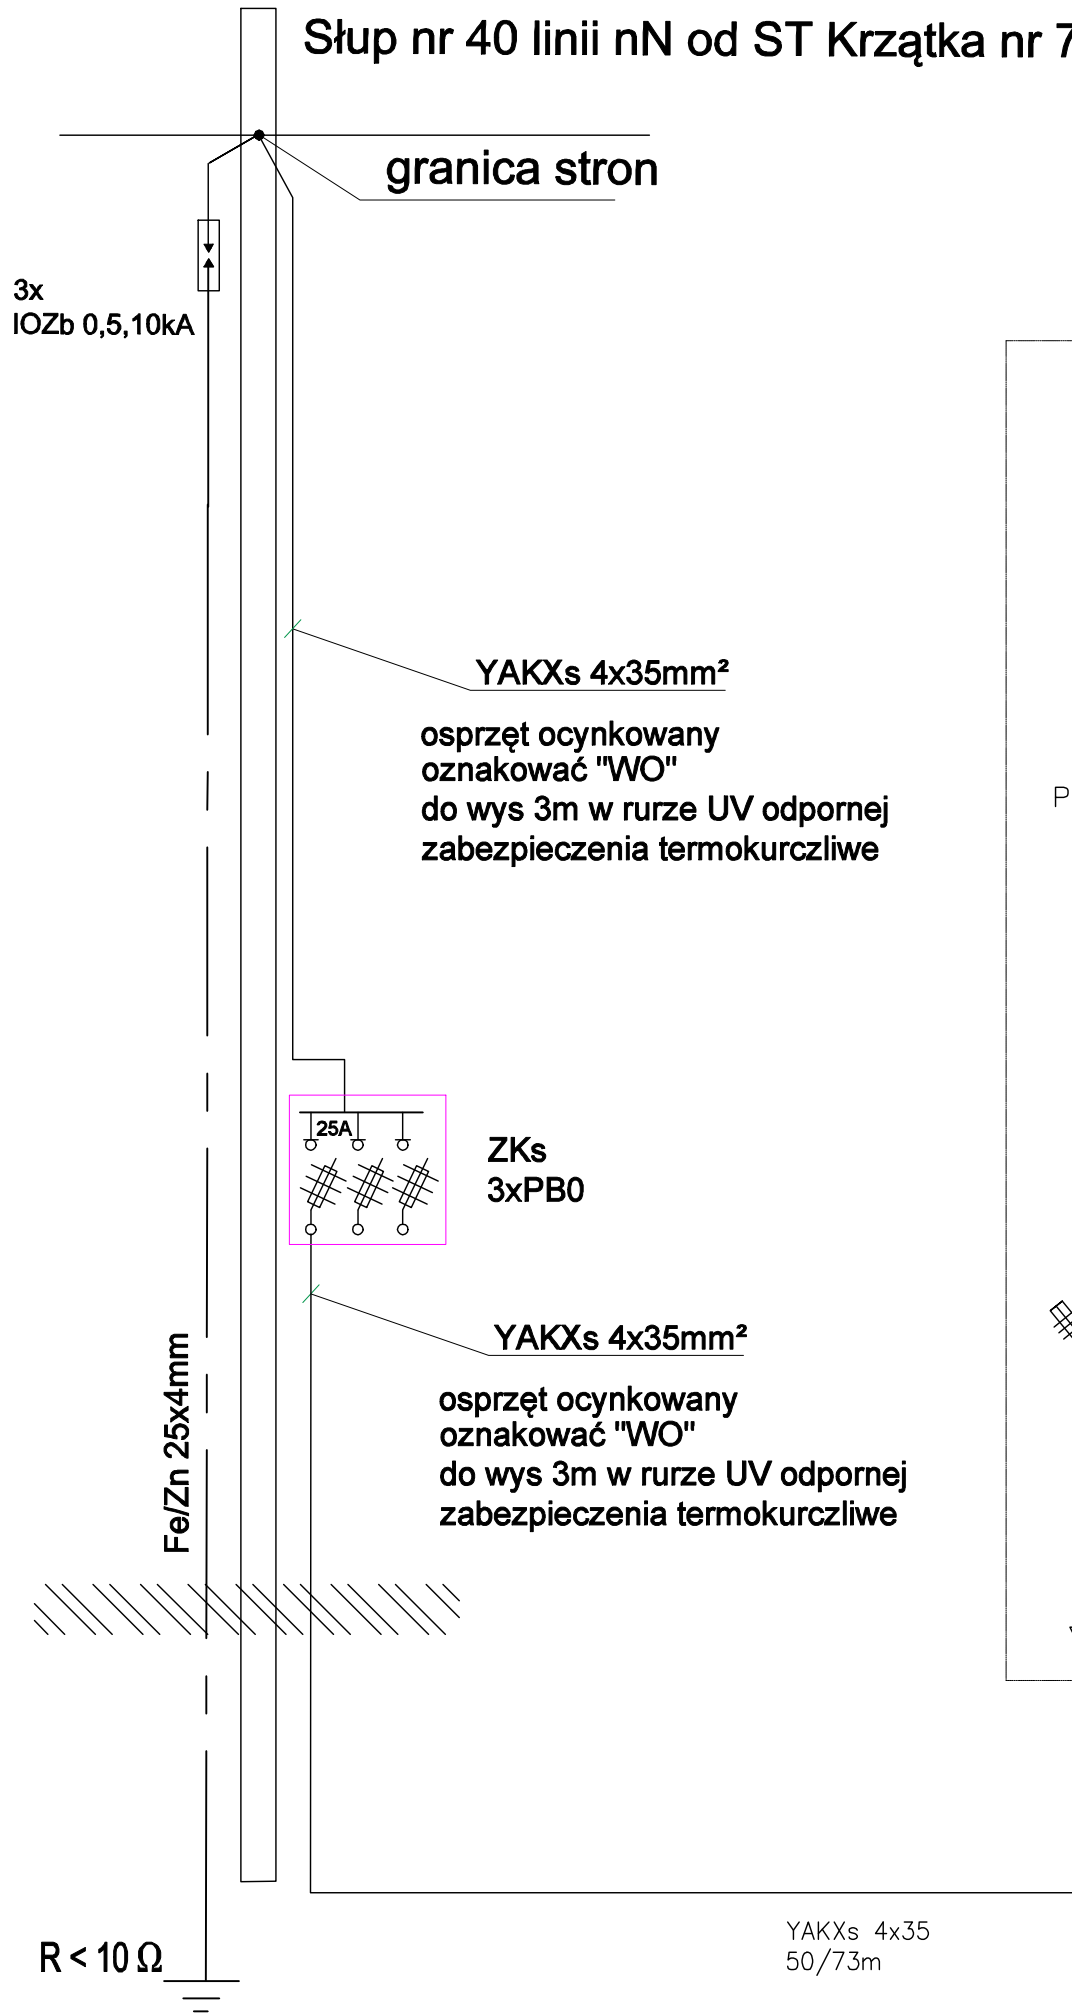 Słup nr 40 linii nN od ST Krzątka nr 7
granica stron
3x
IOZb 0,5,10kA
YAKXs 4x35mm²
osprzęt ocynkowany
oznakować "WO"
do wys 3m w rurze UV odpornej
zabezpieczenia termokurczliwe
P
25A
ZKs
3xPB0
YAKXs 4x35mm²
osprzęt ocynkowany
oznakować "WO"
do wys 3m w rurze UV odpornej
zabezpieczenia termokurczliwe
Fe/Zn 25x4mm
R < 10 Ω
YAKXs 4x35
50/73m